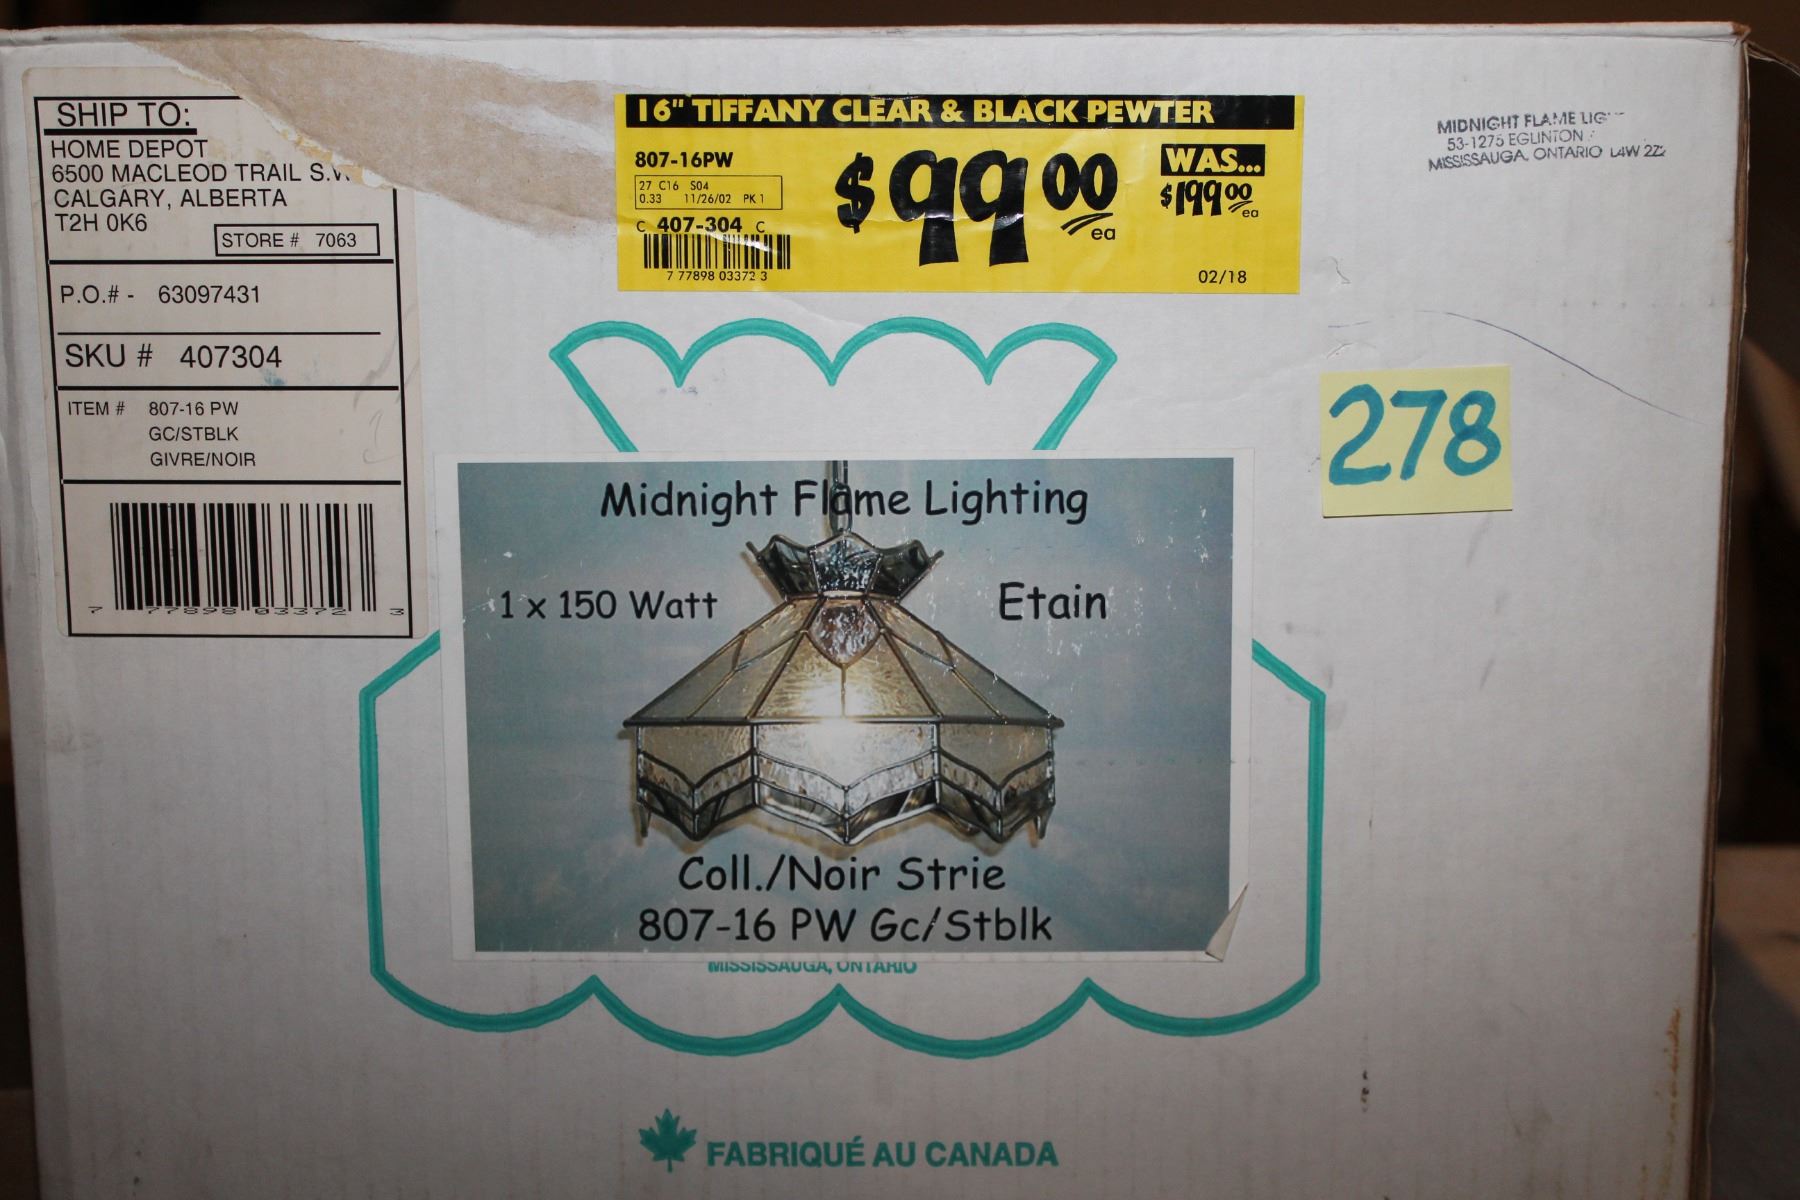 SHIP TO:
HOME DEPOT
6500 MACLEOD TRAIL
CALGARY, ALBERTA
T2H 0K6
STORE # 7063
P.O.# - 63097431
SKU # 407304
ITEM # 807-16 PW
GC/STBLK
GIVRE/NOIR
7 77898 03372 3
16" TIFFANY CLEAR & BLACK PEWTER
807-16PW
27 C16 S04
0.33 11/26/02 PK 1
C 407-304 C
7 77898 03372 3
$99 00 ea
WAS...
$199 00 ea
02/18
MIDNIGHT FLAME
53-1275 EGLINTON
MISSISSAUGA, ONTARIO L4W 2Z2
278
Midnight Flame Lighting
1 x 150 Watt
Etain
Coll./Noir Strie
807-16 PW Gc/Stblk
MISSISSAUGA, ONTARIO
FABRIQUÉ AU CANADA